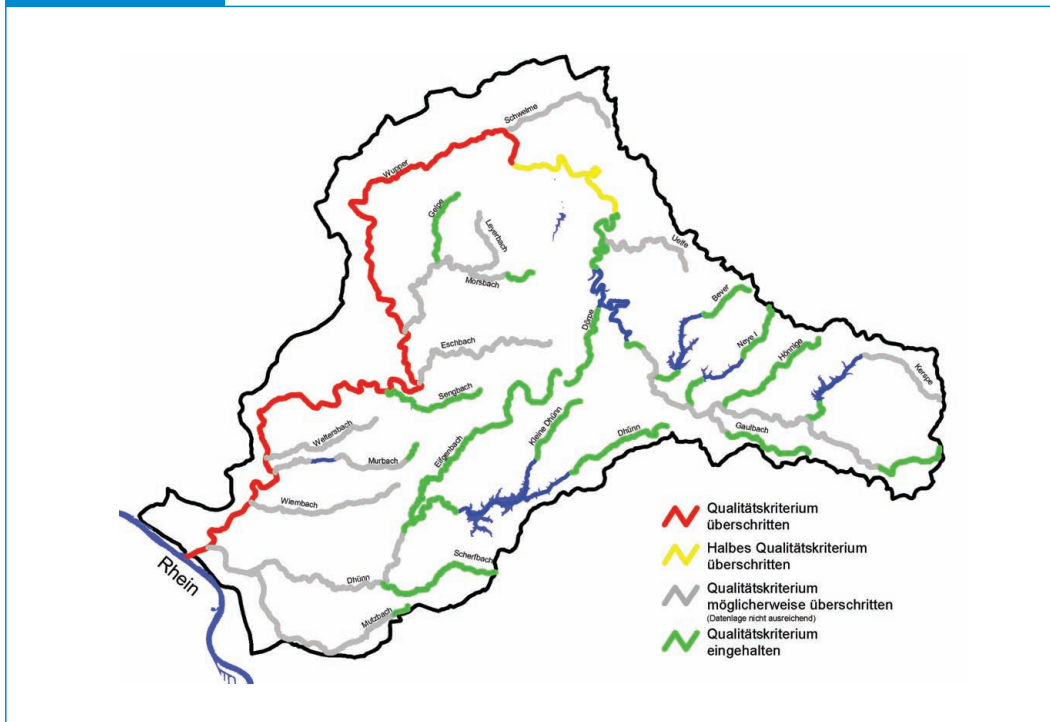 Schwelme
Wupper
Gelpe
Leyerbach
Uelfe
Morsbach
Bever
Dörpe
Neye I
Hönnige
Eschbach
Kerspe
Sengbach
Weltersbach
Kleine Dhünn
Dhünn
Gaulbach
Eifgenbach
Murbach
Wiembach
Rhein
Scherfbach
Dhünn
Mutzbach
Qualitätskriterium
überschritten
Halbes Qualitätskriterium
überschritten
Qualitätskriterium
möglicherweise überschritten
(Datenlage nicht ausreichend)
Qualitätskriterium
eingehalten